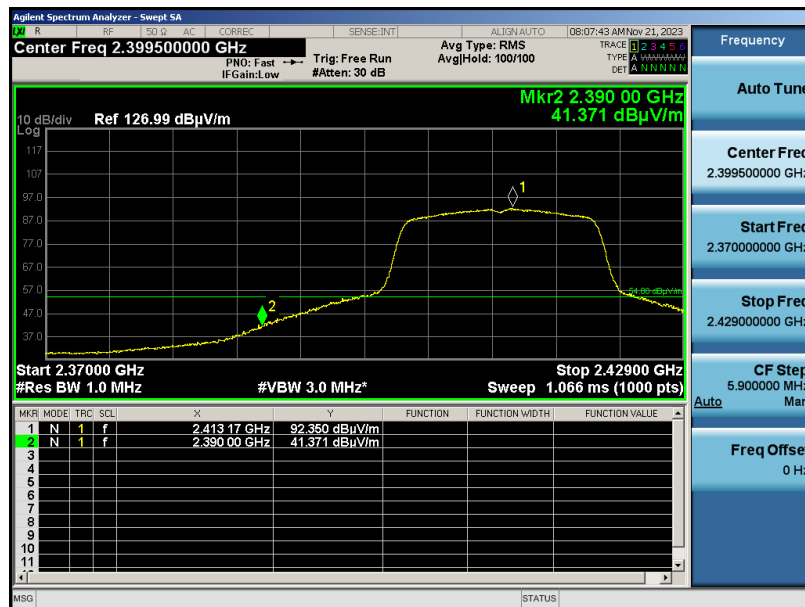 Agilent Spectrum Analyzer - Swept SA
LXI R RF 50 Ω AC CORREC SENSE:INT ALIGN AUTO 08:07:43 AM Nov 21, 2023
Center Freq 2.399500000 GHz
PNO: Fast
IFGain:Low
Trig: Free Run
#Atten: 30 dB
Avg Type: RMS
Avg|Hold: 100/100
TRACE 1 2 3 4 5 6
TYPE A WWWWW
DET A N N N N N
Mkr2 2.390 00 GHz
41.371 dBµV/m
10 dB/div Ref 126.99 dBµV/m
Log
117
107
97.0
87.0
77.0
67.0
57.0
47.0
37.0
1
2
54.00 dBµV/m
Start 2.37000 GHz Stop 2.42900 GHz
#Res BW 1.0 MHz #VBW 3.0 MHz* Sweep 1.066 ms (1000 pts)
MKR MODE TRC SCL X Y FUNCTION FUNCTION WIDTH FUNCTION VALUE
1 N 1 f 2.413 17 GHz 92.350 dBµV/m
2 N 1 f 2.390 00 GHz 41.371 dBµV/m
3
4
5
6
7
8
9
10
11
MSG STATUS
Frequency
Auto Tune
Center Freq
2.399500000 GHz
Start Freq
2.370000000 GHz
Stop Freq
2.429000000 GHz
CF Step
5.900000 MHz
Auto Man
Freq Offset
0 Hz